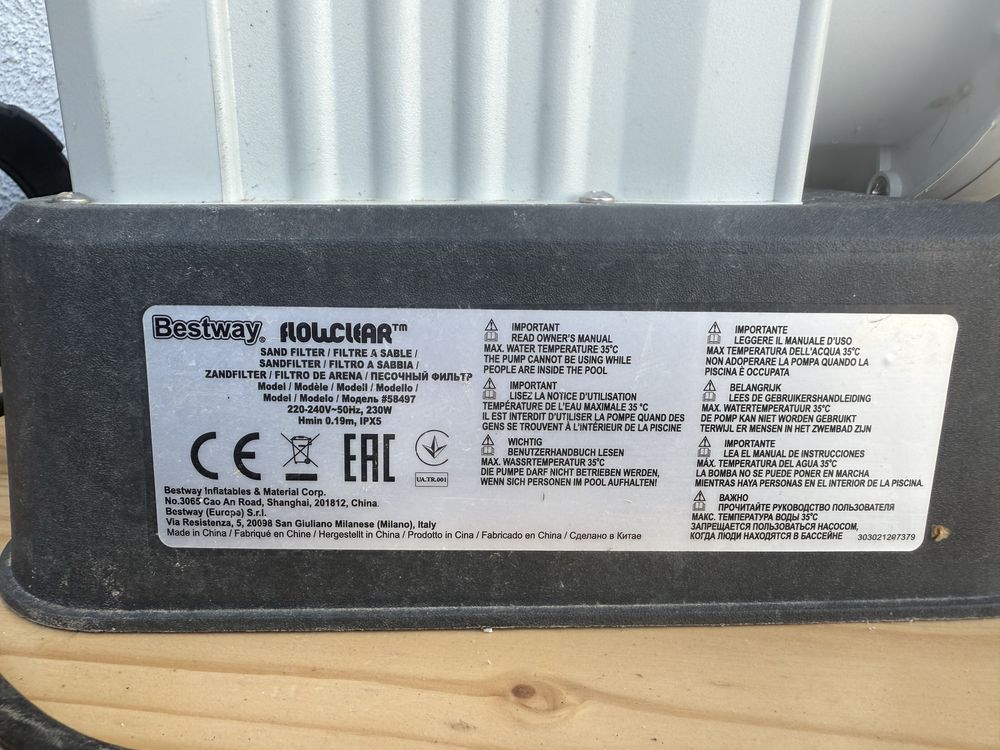 Bestway® FLOWCLEAR™
SAND FILTER / FILTRE A SABLE /
SANDFILTER / FILTRO A SABBIA /
ZANDFILTER / FILTRO DE ARENA / ПЕСОЧНЫЙ ФИЛЬТР
Model / Modèle / Modell / Modello /
Model / Modelo / Модель #58497
220-240V~50Hz, 230W
Hmin 0.19m, IPX5
CE
EAC
UA.TR.001
Bestway Inflatables & Material Corp.
No.3065 Cao An Road, Shanghai, 201812, China.
Bestway (Europa) S.r.l.
Via Resistenza, 5, 20098 San Giuliano Milanese (Milano), Italy
Made in China / Fabriqué en Chine / Hergestellt in China / Prodotto in Cina / Fabricado en China / Сделано в Китае
IMPORTANT
READ OWNER'S MANUAL
MAX. WATER TEMPERATURE 35°C
THE PUMP CANNOT BE USING WHILE
PEOPLE ARE INSIDE THE POOL
IMPORTANT
LISEZ LA NOTICE D'UTILISATION
TEMPÉRATURE DE L'EAU MAXIMALE 35 °C
IL EST INTERDIT D'UTILISER LA POMPE QUAND DES
GENS SE TROUVENT À L'INTÉRIEUR DE LA PISCINE
WICHTIG
BENUTZERHANDBUCH LESEN
MAX. WASSRTEMPERATUR 35°C
DIE PUMPE DARF NICHT BETRIEBEN WERDEN,
WENN SICH PERSONEN IM POOL AUFHALTEN!
IMPORTANTE
LEGGERE IL MANUALE D'USO
MAX TEMPERATURA DELL'ACQUA 35°C
NON ADOPERARE LA POMPA QUANDO LA
PISCINA È OCCUPATA
BELANGRIJK
LEES DE GEBRUIKERSHANDLEIDING
MAX. WATERTEMPERATUUR 35°C
DE POMP KAN NIET WORDEN GEBRUIKT
TERWIJL ER MENSEN IN HET ZWEMBAD ZIJN
IMPORTANTE
LEA EL MANUAL DE INSTRUCCIONES
MÁX. TEMPERATURA DEL AGUA 35°C
LA BOMBA NO SE PUEDE PONER EN MARCHA
MIENTRAS HAYA PERSONAS EN EL INTERIOR DE LA PISCINA.
ВАЖНО
ПРОЧИТАЙТЕ РУКОВОДСТВО ПОЛЬЗОВАТЕЛЯ
МАКС. ТЕМПЕРАТУРА ВОДЫ 35°C
ЗАПРЕЩАЕТСЯ ПОЛЬЗОВАТЬСЯ НАСОСОМ,
КОГДА ЛЮДИ НАХОДЯТСЯ В БАССЕЙНЕ
303021207379